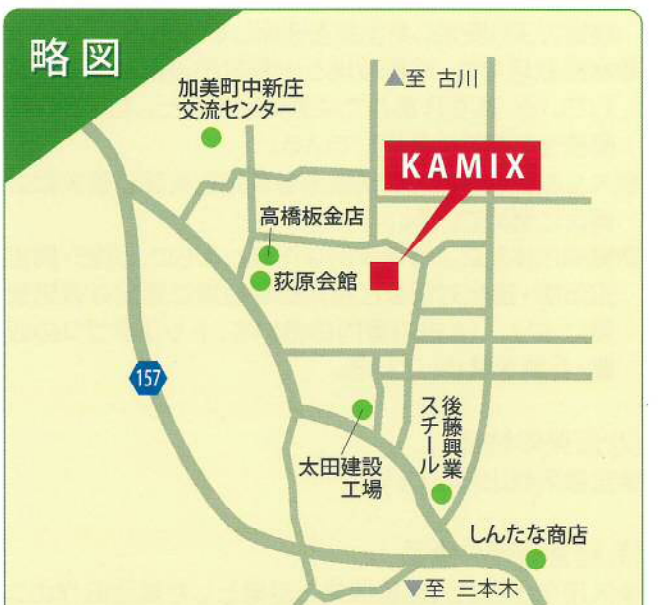 略図
加美町中新庄
交流センター
▲至 古川
KAMIX
高橋板金店
荻原会館
157
後藤興業
スチール
太田建設
工場
しんたな商店
▼至 三本木